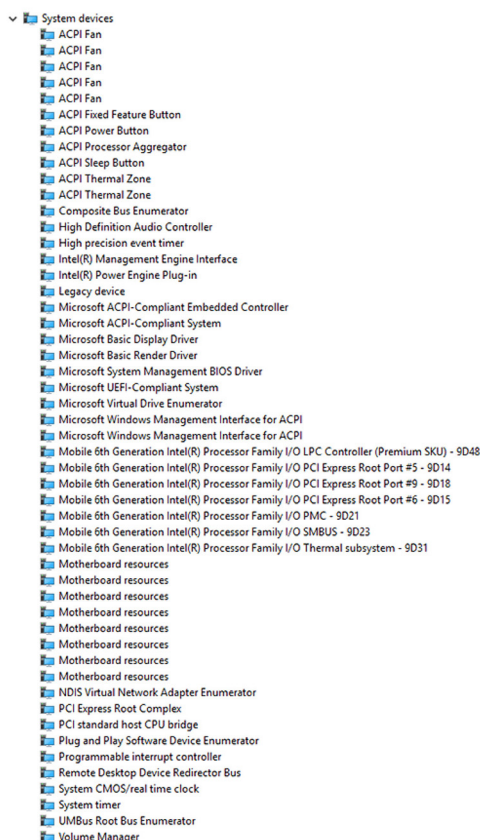 System devices
ACPI Fan
ACPI Fan
ACPI Fan
ACPI Fan
ACPI Fan
ACPI Fixed Feature Button
ACPI Power Button
ACPI Processor Aggregator
ACPI Sleep Button
ACPI Thermal Zone
ACPI Thermal Zone
Composite Bus Enumerator
High Definition Audio Controller
High precision event timer
Intel(R) Management Engine Interface
Intel(R) Power Engine Plug-in
Legacy device
Microsoft ACPI-Compliant Embedded Controller
Microsoft ACPI-Compliant System
Microsoft Basic Display Driver
Microsoft Basic Render Driver
Microsoft System Management BIOS Driver
Microsoft UEFI-Compliant System
Microsoft Virtual Drive Enumerator
Microsoft Windows Management Interface for ACPI
Microsoft Windows Management Interface for ACPI
Mobile 6th Generation Intel(R) Processor Family I/O LPC Controller (Premium SKU) - 9D48
Mobile 6th Generation Intel(R) Processor Family I/O PCI Express Root Port #5 - 9D14
Mobile 6th Generation Intel(R) Processor Family I/O PCI Express Root Port #9 - 9D18
Mobile 6th Generation Intel(R) Processor Family I/O PCI Express Root Port #6 - 9D15
Mobile 6th Generation Intel(R) Processor Family I/O PMC - 9D21
Mobile 6th Generation Intel(R) Processor Family I/O SMBUS - 9D23
Mobile 6th Generation Intel(R) Processor Family I/O Thermal subsystem - 9D31
Motherboard resources
Motherboard resources
Motherboard resources
Motherboard resources
Motherboard resources
Motherboard resources
Motherboard resources
Motherboard resources
NDIS Virtual Network Adapter Enumerator
PCI Express Root Complex
PCI standard host CPU bridge
Plug and Play Software Device Enumerator
Programmable interrupt controller
Remote Desktop Device Redirector Bus
System CMOS/real time clock
System timer
UMBus Root Bus Enumerator
Volume Manager